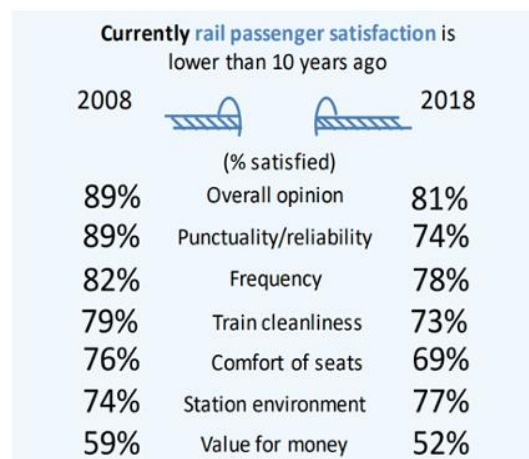 Currently rail passenger satisfaction is
lower than 10 years ago
2008 2018
(% satisfied)
89% Overall opinion 81%
89% Punctuality/reliability 74%
82% Frequency 78%
79% Train cleanliness 73%
76% Comfort of seats 69%
74% Station environment 77%
59% Value for money 52%